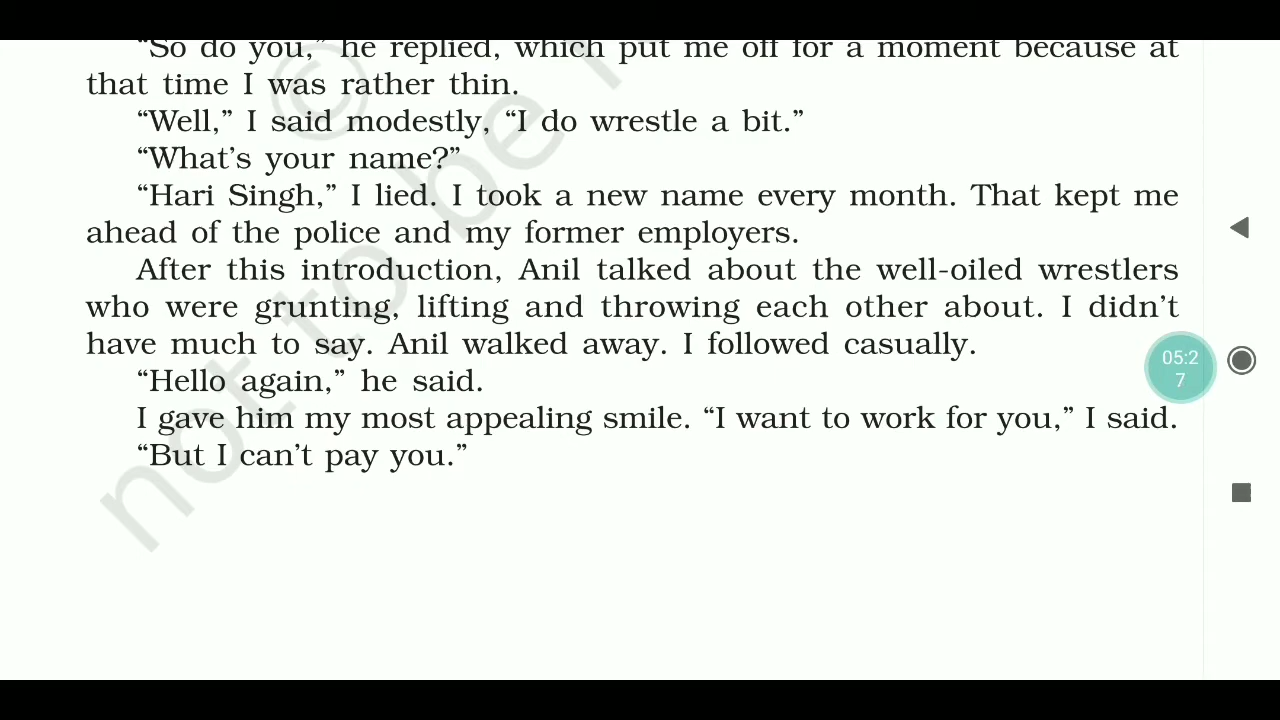 “So do you,” he replied, which put me off for a moment because at
that time I was rather thin.
“Well,” I said modestly, “I do wrestle a bit.”
“What’s your name?”
“Hari Singh,” I lied. I took a new name every month. That kept me
ahead of the police and my former employers.
After this introduction, Anil talked about the well-oiled wrestlers
who were grunting, lifting and throwing each other about. I didn’t
have much to say. Anil walked away. I followed casually.
“Hello again,” he said.
I gave him my most appealing smile. “I want to work for you,” I said.
“But I can’t pay you.”
not to be r
©
05:2
7